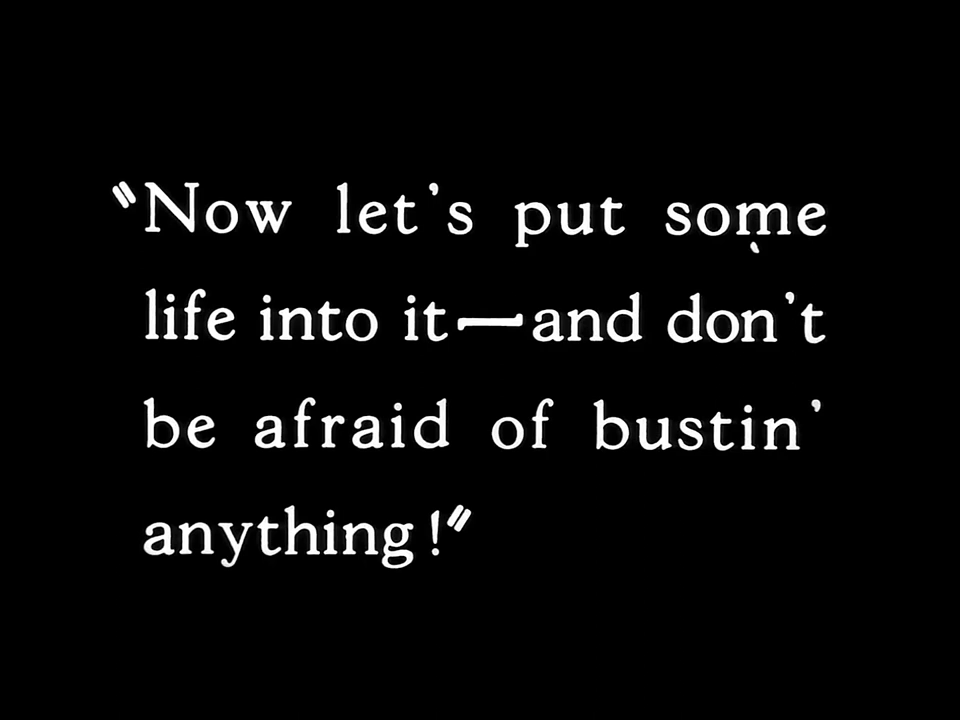 "Now let's put some
life into it—and don't
be afraid of bustin'
anything!"